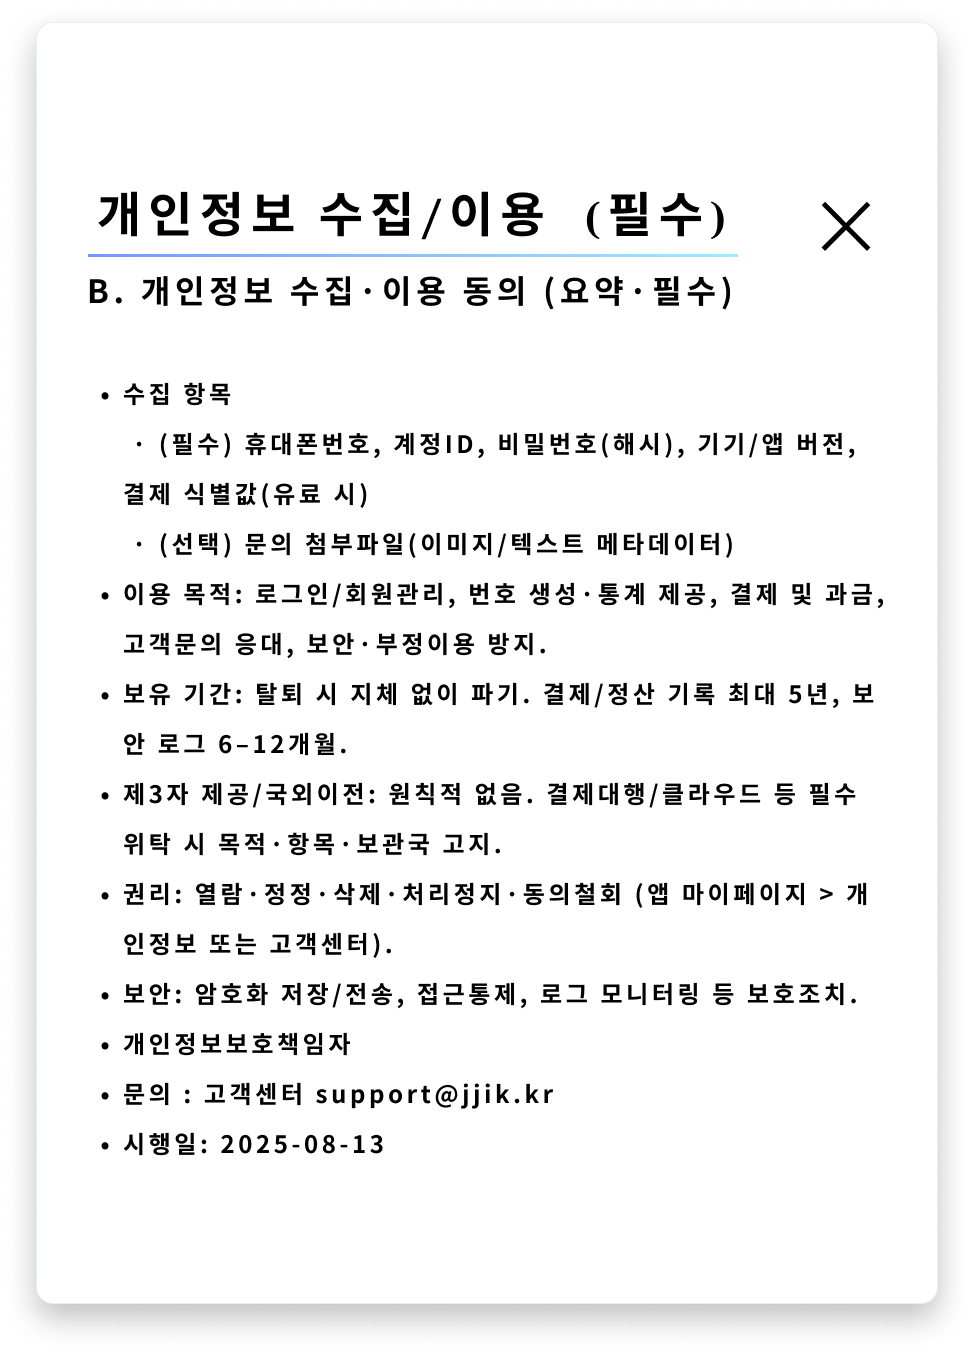 개인정보 수집/이용 (필수)
B. 개인정보 수집·이용 동의 (요약·필수)
• 수집 항목
· (필수) 휴대폰번호, 계정ID, 비밀번호(해시), 기기/앱 버전,
결제 식별값(유료 시)
· (선택) 문의 첨부파일(이미지/텍스트 메타데이터)
• 이용 목적: 로그인/회원관리, 번호 생성·통계 제공, 결제 및 과금,
고객문의 응대, 보안·부정이용 방지.
• 보유 기간: 탈퇴 시 지체 없이 파기. 결제/정산 기록 최대 5년, 보
안 로그 6–12개월.
• 제3자 제공/국외이전: 원칙적 없음. 결제대행/클라우드 등 필수
위탁 시 목적·항목·보관국 고지.
• 권리: 열람·정정·삭제·처리정지·동의철회 (앱 마이페이지 > 개
인정보 또는 고객센터).
• 보안: 암호화 저장/전송, 접근통제, 로그 모니터링 등 보호조치.
• 개인정보보호책임자
• 문의 : 고객센터 support@jjik.kr
• 시행일: 2025-08-13